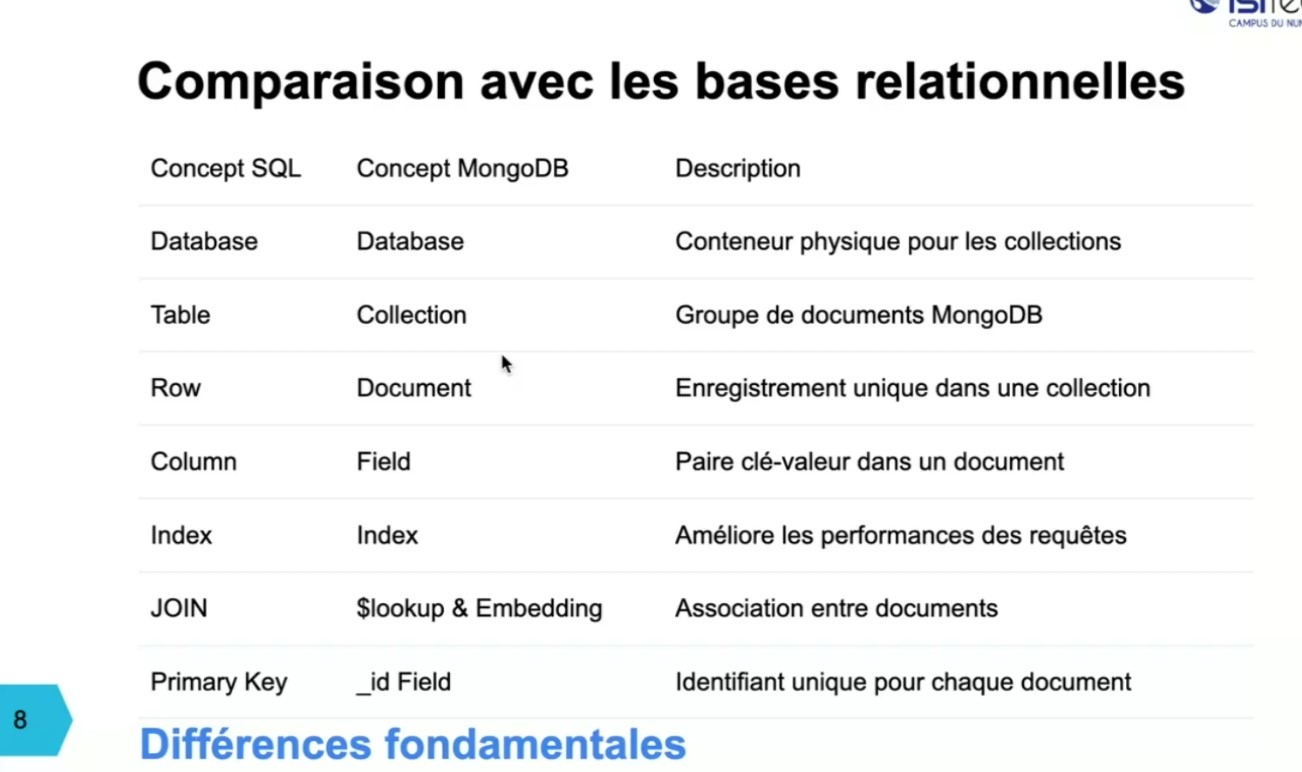 CAMPUS DU
Comparaison avec les bases relationnelles
Concept SQL Concept MongoDB Description
Database Database Conteneur physique pour les collections
Table Collection Groupe de documents MongoDB
Row Document Enregistrement unique dans une collection
Column Field Paire clé-valeur dans un document
Index Index Améliore les performances des requêtes
JOIN $lookup & Embedding Association entre documents
Primary Key _id Field Identifiant unique pour chaque document
8
Différences fondamentales